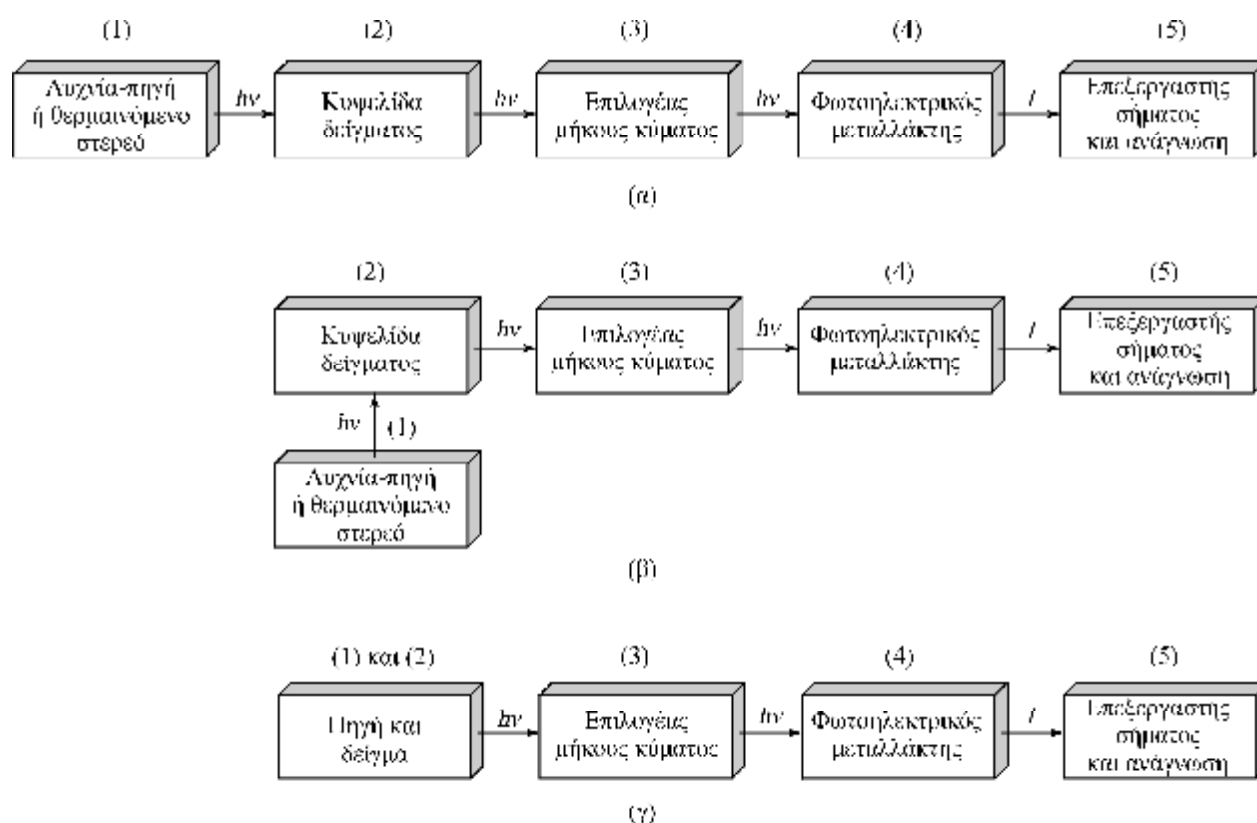 (1) (2) (3) (4) (5)
Λυχνία-πηγή
ή θερμαινόμενο
στερεό
hν
Κυψελίδα
δείγματος
hν
Επιλογέας
μήκους κύματος
hν
Φωτοηλεκτρικός
μεταλλάκτης
I
Επεξεργαστης
σήματος
και ανάγνωση
(α)
(2) (3) (4) (5)
Κυψελίδα
δείγματος
hν
Επιλογέας
μήκους κύματος
hν
Φωτοηλεκτρικός
μεταλλάκτης
I
Επεξεργαστής
σήματος
και ανάγνωση
hν (1)
Λυχνία-πηγή
ή θερμαινόμενο
στερεό
(β)
(1) και (2) (3) (4) (5)
Πηγή και
δείγμα
hν
Επιλογέας
μήκους κύματος
hν
Φωτοηλεκτρικός
μεταλλάκτης
I
Επεξεργαστης
σήματος
και ανάγνωση
(γ)